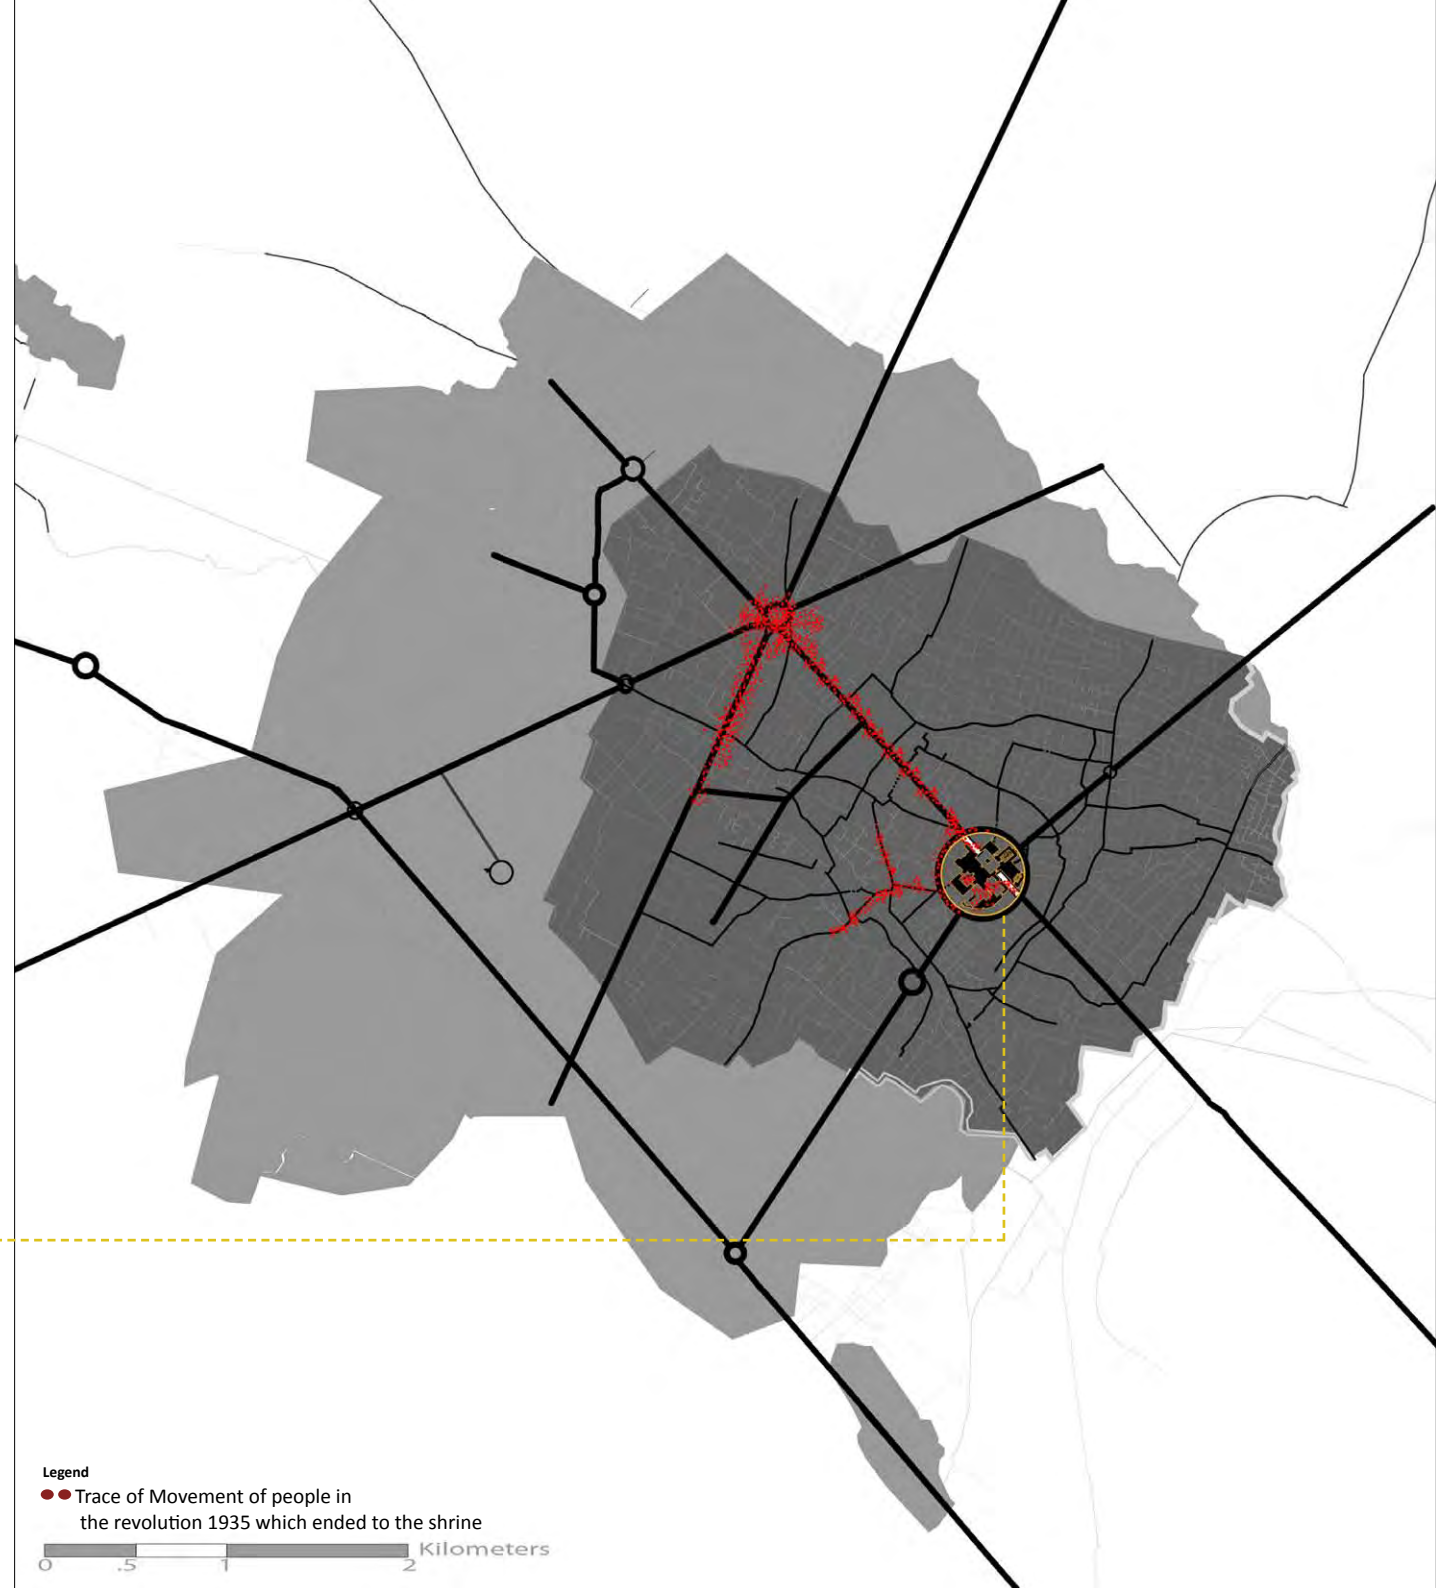 Legend
Trace of Movement of people in
the revolution 1935 which ended to the shrine
Kilometers
0 .5 1 2